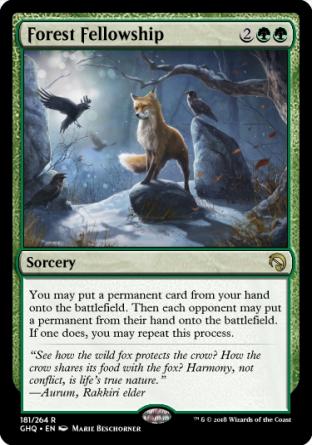 Forest Fellowship 2
Sorcery
You may put a permanent card from your hand
onto the battlefield. Then each opponent may put
a permanent from their hand onto the battlefield.
If one does, you may repeat this process.
“See how the wild fox protects the crow? How the
crow shares its food with the fox? Harmony, not
conflict, is life's true nature.”
—Aurum, Rakkiri elder
181/264 R
GHQ • EN MARIE BISCHORNER
™ & © 2018 Wizards of the Coast